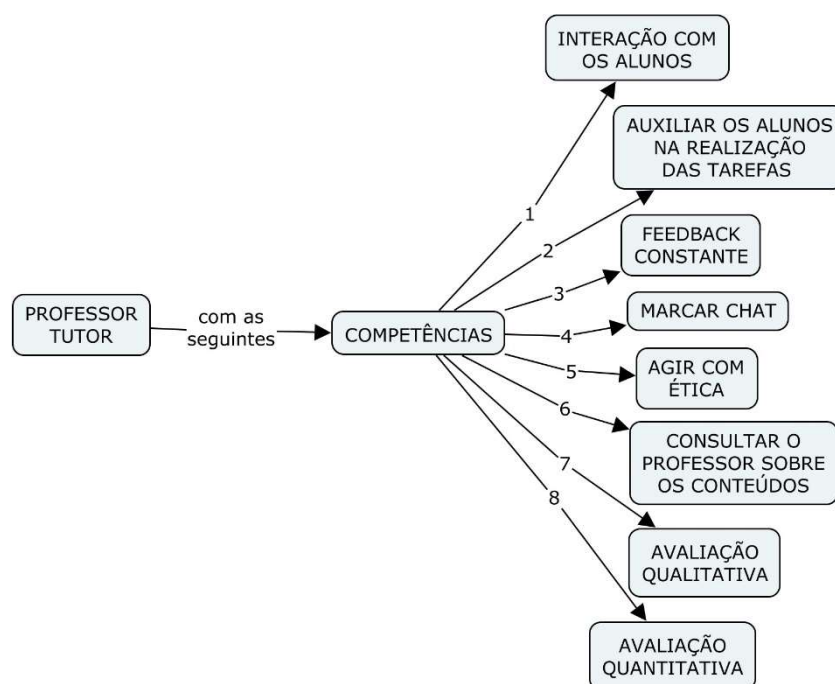 PROFESSOR
TUTOR
com as
seguintes
COMPETÊNCIAS
1
INTERAÇÃO COM
OS ALUNOS
2
AUXILIAR OS ALUNOS
NA REALIZAÇÃO
DAS TAREFAS
3
FEEDBACK
CONSTANTE
4
MARCAR CHAT
5
AGIR COM
ÉTICA
6
CONSULTAR O
PROFESSOR SOBRE
OS CONTEÚDOS
7
AVALIAÇÃO
QUALITATIVA
8
AVALIAÇÃO
QUANTITATIVA